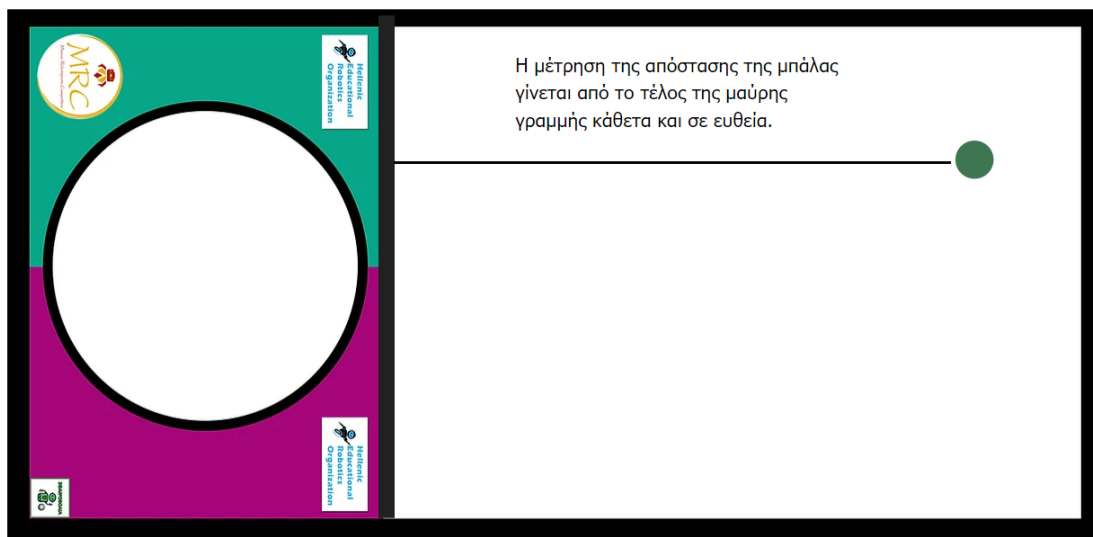 MRC
Hellenic
Educational
Robotics
Organization
Η μέτρηση της απόστασης της μπάλας
γίνεται από το τέλος της μαύρης
γραμμής κάθετα και σε ευθεία.
Hellenic
Educational
Robotics
Organization